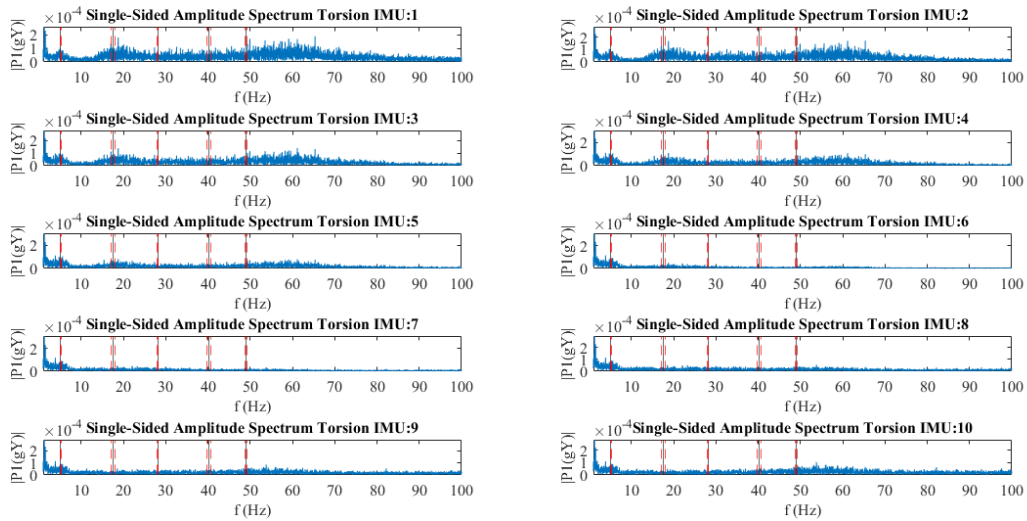 ×10⁻⁴ Single-Sided Amplitude Spectrum Torsion IMU:1
|P1(gY)|
2
0
10 20 30 40 50 60 70 80 90 100
f (Hz)
×10⁻⁴ Single-Sided Amplitude Spectrum Torsion IMU:2
|P1(gY)|
2
0
10 20 30 40 50 60 70 80 90 100
f (Hz)
×10⁻⁴ Single-Sided Amplitude Spectrum Torsion IMU:3
|P1(gY)|
2
0
10 20 30 40 50 60 70 80 90 100
f (Hz)
×10⁻⁴ Single-Sided Amplitude Spectrum Torsion IMU:4
|P1(gY)|
2
0
10 20 30 40 50 60 70 80 90 100
f (Hz)
×10⁻⁴ Single-Sided Amplitude Spectrum Torsion IMU:5
|P1(gY)|
2
0
10 20 30 40 50 60 70 80 90 100
f (Hz)
×10⁻⁴ Single-Sided Amplitude Spectrum Torsion IMU:6
|P1(gY)|
2
0
10 20 30 40 50 60 70 80 90 100
f (Hz)
×10⁻⁴ Single-Sided Amplitude Spectrum Torsion IMU:7
|P1(gY)|
2
0
10 20 30 40 50 60 70 80 90 100
f (Hz)
×10⁻⁴ Single-Sided Amplitude Spectrum Torsion IMU:8
|P1(gY)|
2
0
10 20 30 40 50 60 70 80 90 100
f (Hz)
×10⁻⁴ Single-Sided Amplitude Spectrum Torsion IMU:9
|P1(gY)|
2
0
10 20 30 40 50 60 70 80 90 100
f (Hz)
×10⁻⁴ Single-Sided Amplitude Spectrum Torsion IMU:10
|P1(gY)|
2
0
10 20 30 40 50 60 70 80 90 100
f (Hz)